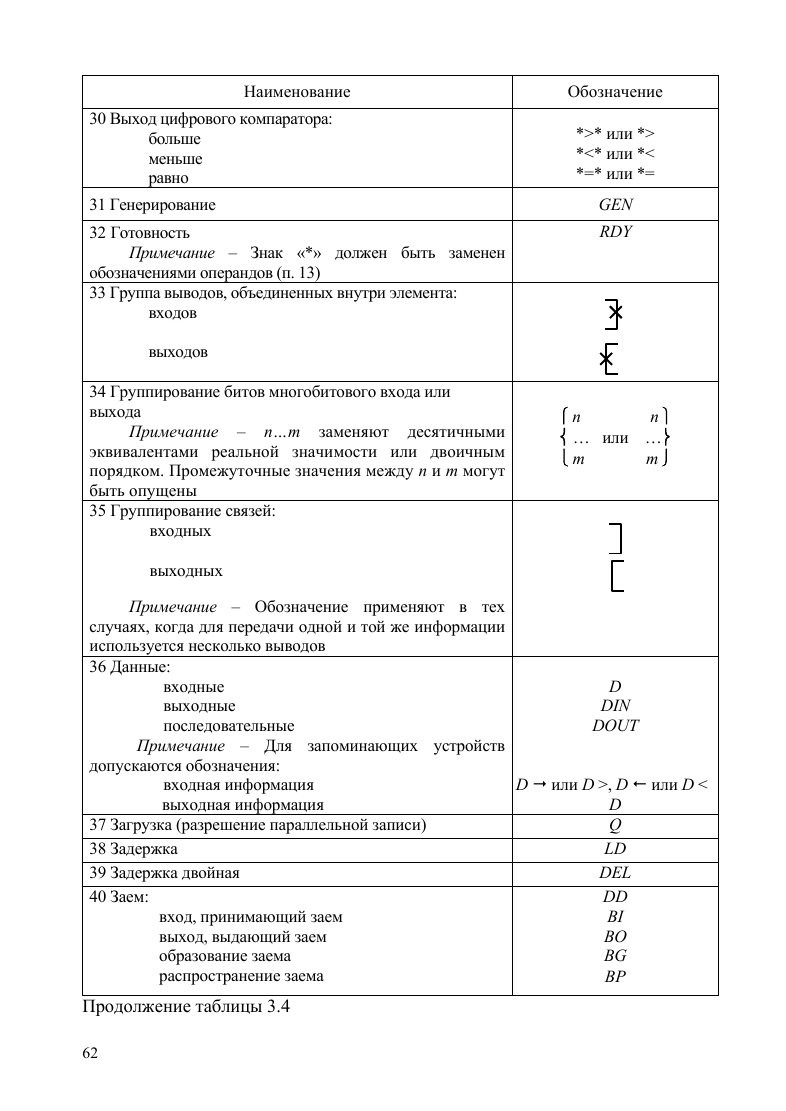 Наименование
Обозначение
30 Выход цифрового компаратора:
больше
меньше
равно
*>* или *>
*<* или *<
*=* или *=
31 Генерирование
GEN
32 Готовность
Примечание – Знак «*» должен быть заменен
обозначениями операндов (п. 13)
RDY
33 Группа выводов, объединенных внутри элемента:
входов
выходов
34 Группирование битов многобитового входа или
выхода
Примечание – n…m заменяют десятичными
эквивалентами реальной значимости или двоичным
порядком. Промежуточные значения между n и m могут
быть опущены
⎧ n n ⎫
⎨ … или … ⎬
⎩ m m ⎭
35 Группирование связей:
входных
выходных
Примечание – Обозначение применяют в тех
случаях, когда для передачи одной и той же информации
используется несколько выводов
36 Данные:
входные
выходные
последовательные
Примечание – Для запоминающих устройств
допускаются обозначения:
входная информация
выходная информация
D
DIN
DOUT
D → или D >, D ← или D <
D
37 Загрузка (разрешение параллельной записи)
Q
38 Задержка
LD
39 Задержка двойная
DEL
40 Заем:
вход, принимающий заем
выход, выдающий заем
образование заема
распространение заема
DD
BI
BO
BG
BP
Продолжение таблицы 3.4
62